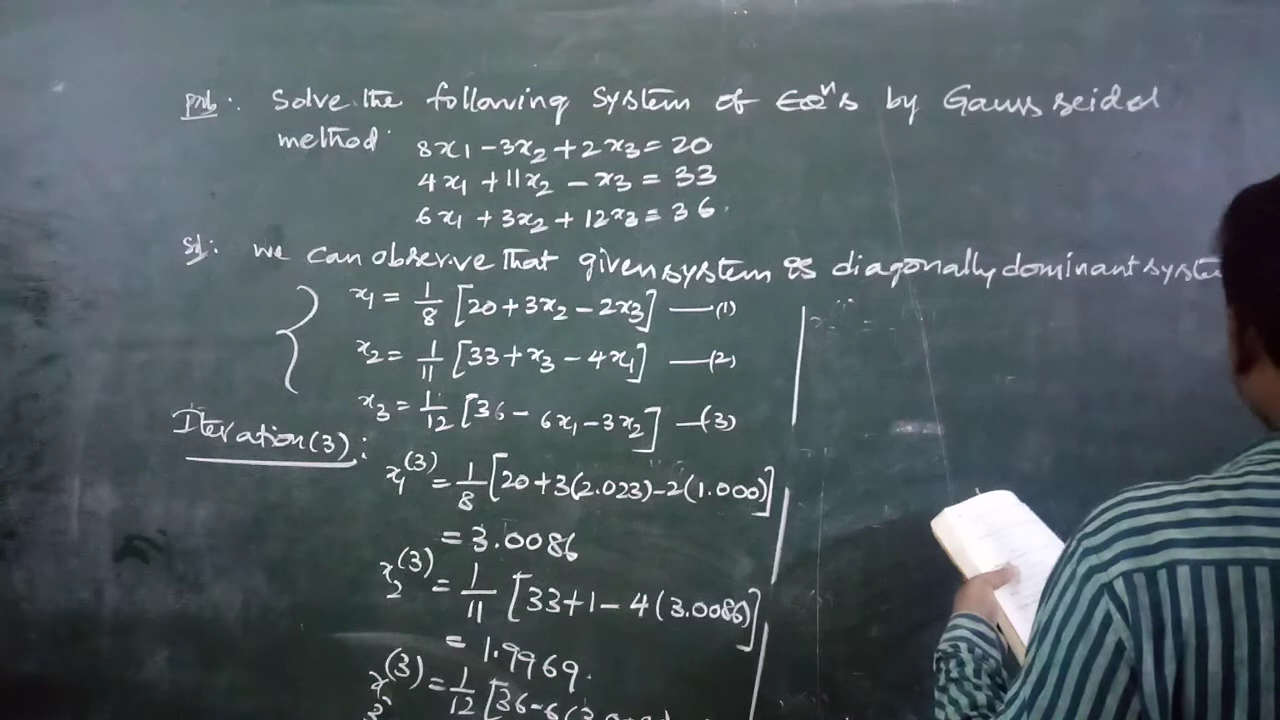 Prob:. Solve the following system of EQⁿs by Gauss seidel
method.
8x₁ - 3x₂ + 2x₃ = 20
4x₁ + 11x₂ - x₃ = 33
6x₁ + 3x₂ + 12x₃ = 36.
Sol:. we can observe that given system is diagonally dominant syste
x₁ = 1/8 [20 + 3x₂ - 2x₃] —(1)
x₂ = 1/11 [33 + x₃ - 4x₁] —(2)
x₃ = 1/12 [36 - 6x₁ - 3x₂] —(3)
Iteration(3):
x₁⁽³⁾ = 1/8 [20 + 3(2.023) - 2(1.000)]
= 3.0086
x₂⁽³⁾ = 1/11 [33 + 1 - 4(3.0086)]
= 1.9969.
⁽³⁾ = 1/12 [36 - 6(3